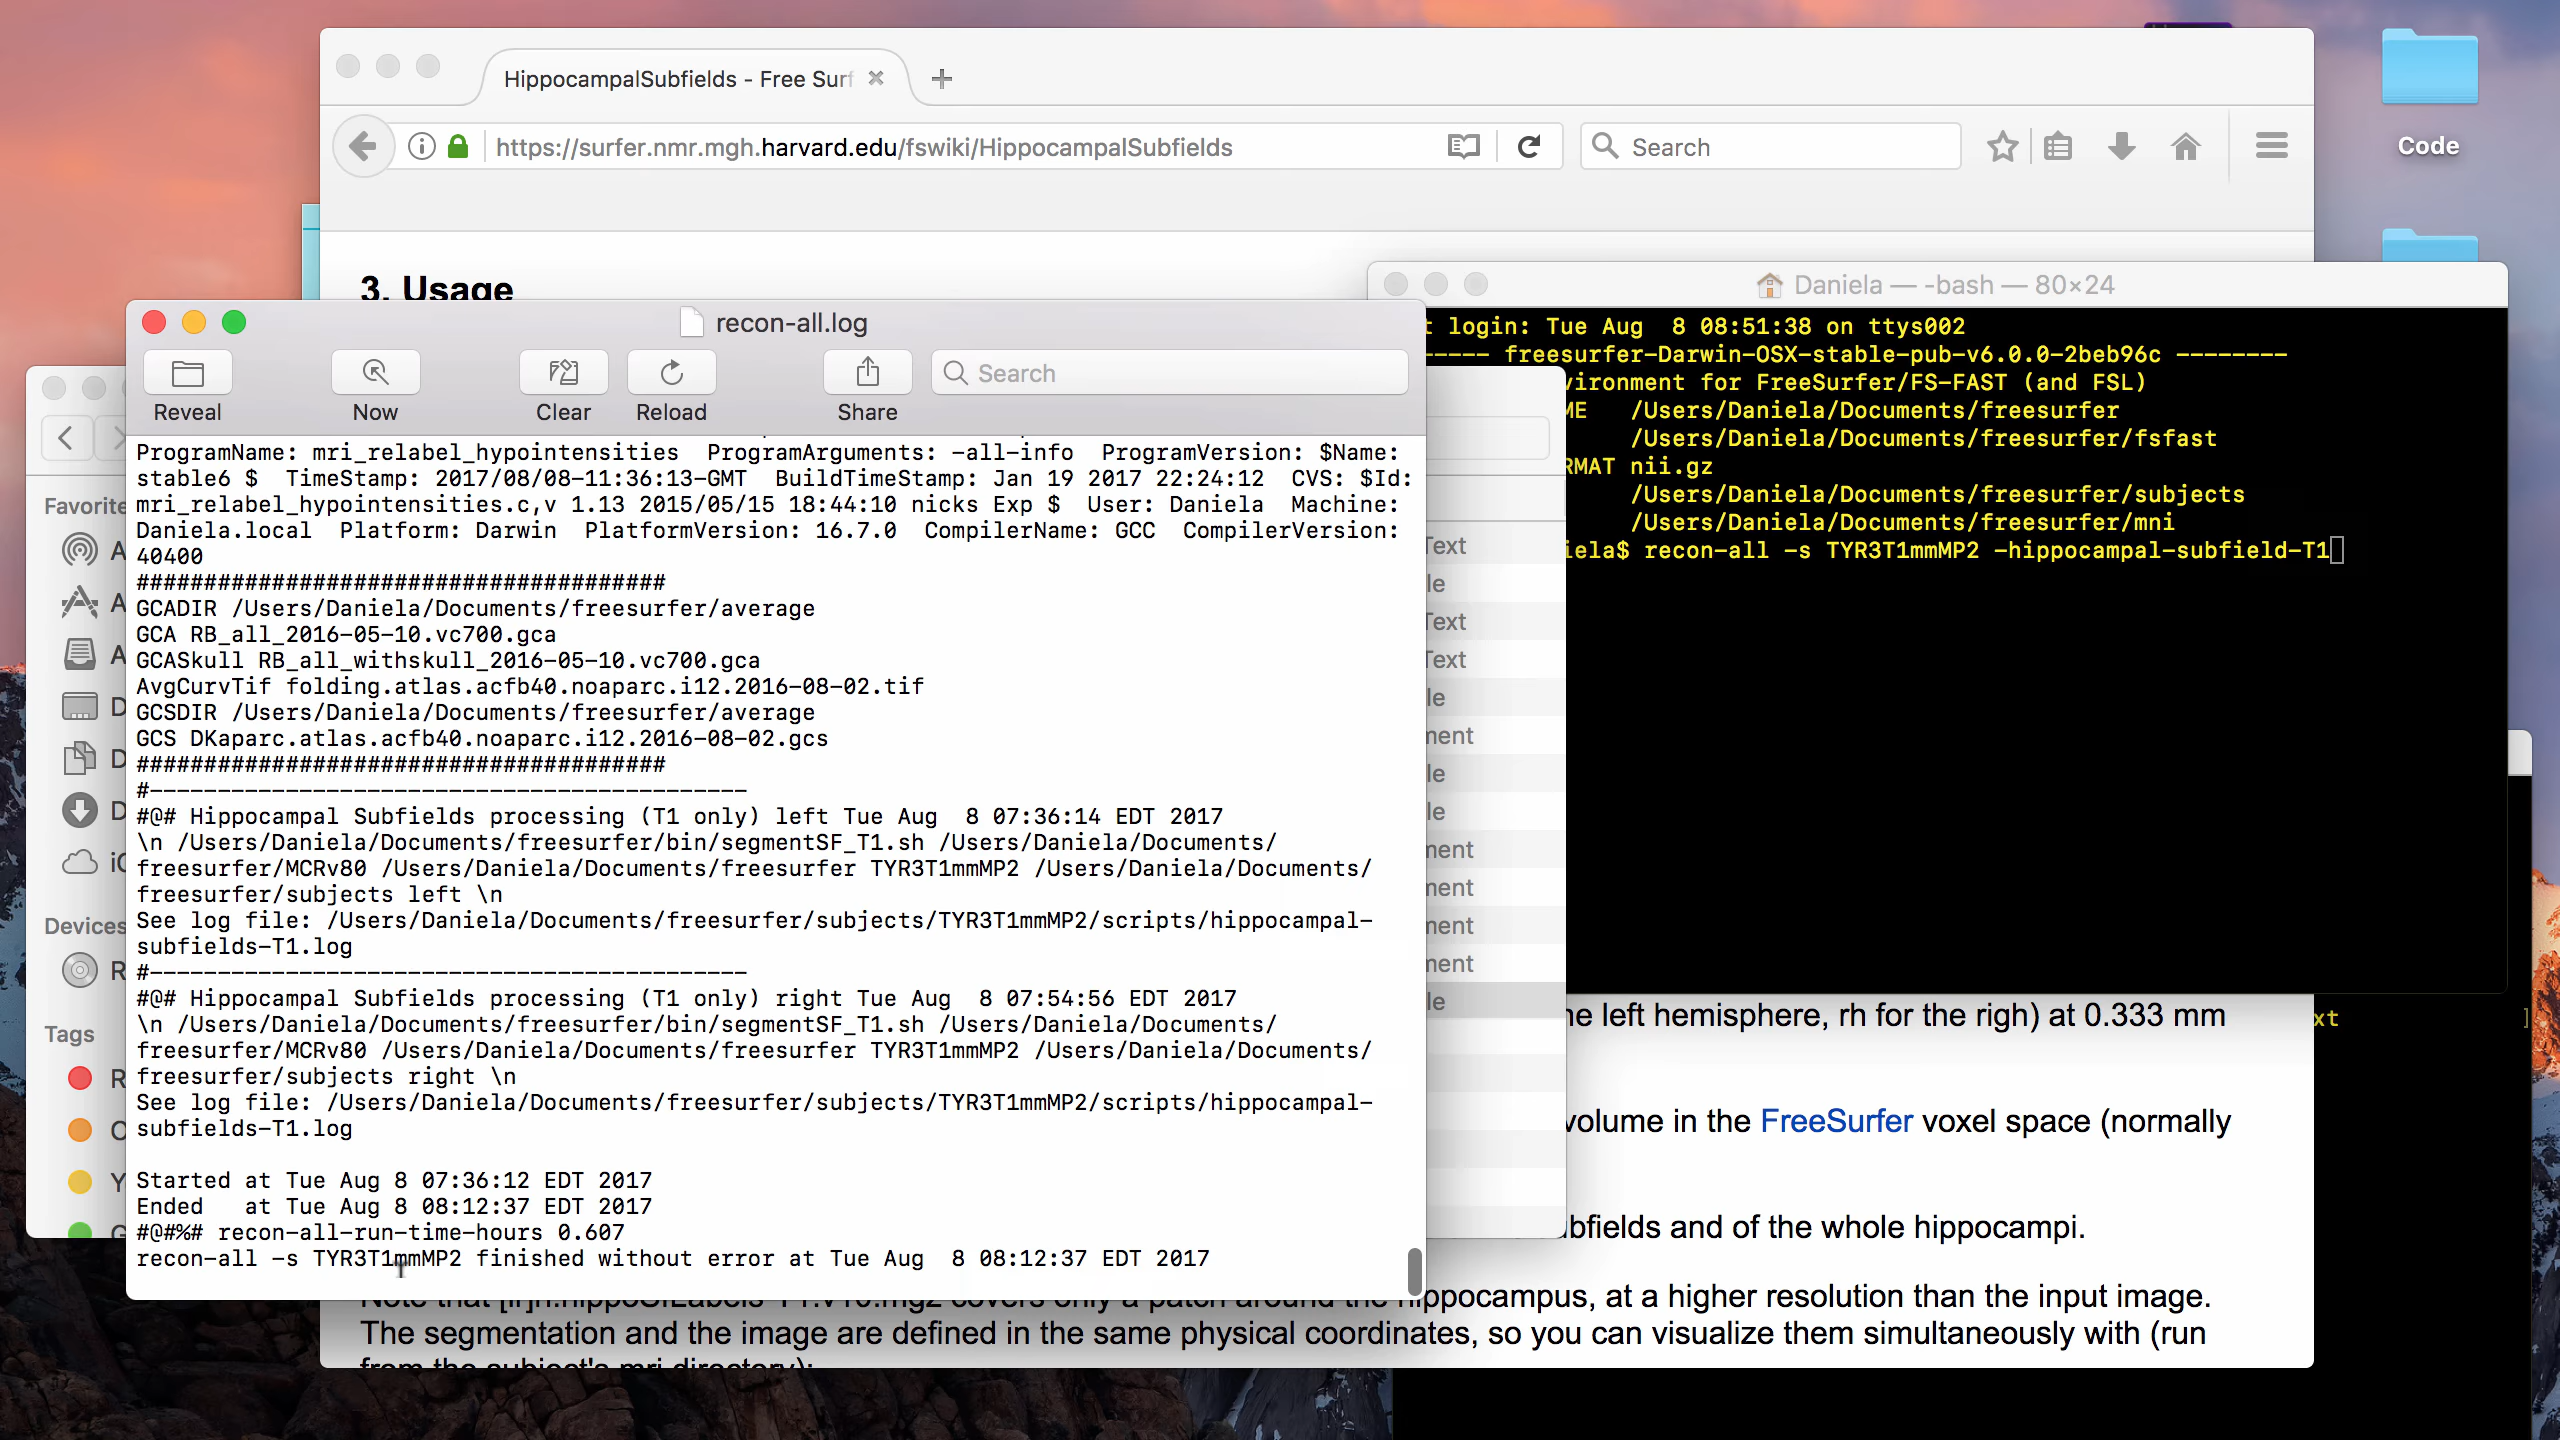 HippocampalSubfields - Free Surf
https://surfer.nmr.mgh.harvard.edu/fswiki/HippocampalSubfields
Search
Code
3. Usage
Daniela — -bash — 80×24
login: Tue Aug  8 08:51:38 on ttys002
----- freesurfer-Darwin-OSX-stable-pub-v6.0.0-2beb96c --------
for FreeSurfer/FS-FAST (and FSL)
/Users/Daniela/Documents/freesurfer
/Users/Daniela/Documents/freesurfer/fsfast
nii.gz
/Users/Daniela/Documents/freesurfer/subjects
/Users/Daniela/Documents/freesurfer/mni
recon-all -s TYR3T1mmMP2 -hippocampal-subfield-T1
recon-all.log
Reveal
Now
Clear
Reload
Share
Search
ProgramName: mri_relabel_hypointensities  ProgramArguments: -all-info  ProgramVersion: $Name:
stable6 $  TimeStamp: 2017/08/08-11:36:13-GMT  BuildTimeStamp: Jan 19 2017 22:24:12  CVS: $Id:
mri_relabel_hypointensities.c,v 1.13 2015/05/15 18:44:10 nicks Exp $  User: Daniela  Machine:
Daniela.local  Platform: Darwin  PlatformVersion: 16.7.0  CompilerName: GCC  CompilerVersion:
40400
#######################################
GCADIR /Users/Daniela/Documents/freesurfer/average
GCA RB_all_2016-05-10.vc700.gca
GCASkull RB_all_withskull_2016-05-10.vc700.gca
AvgCurvTif folding.atlas.acfb40.noaparc.i12.2016-08-02.tif
GCSDIR /Users/Daniela/Documents/freesurfer/average
GCS DKaparc.atlas.acfb40.noaparc.i12.2016-08-02.gcs
#######################################
#--------------------------------------------
#@# Hippocampal Subfields processing (T1 only) left Tue Aug  8 07:36:14 EDT 2017
\n /Users/Daniela/Documents/freesurfer/bin/segmentSF_T1.sh /Users/Daniela/Documents/
freesurfer/MCRv80 /Users/Daniela/Documents/freesurfer TYR3T1mmMP2 /Users/Daniela/Documents/
freesurfer/subjects left \n
See log file: /Users/Daniela/Documents/freesurfer/subjects/TYR3T1mmMP2/scripts/hippocampal-
subfields-T1.log
#--------------------------------------------
#@# Hippocampal Subfields processing (T1 only) right Tue Aug  8 07:54:56 EDT 2017
\n /Users/Daniela/Documents/freesurfer/bin/segmentSF_T1.sh /Users/Daniela/Documents/
freesurfer/MCRv80 /Users/Daniela/Documents/freesurfer TYR3T1mmMP2 /Users/Daniela/Documents/
freesurfer/subjects right \n
See log file: /Users/Daniela/Documents/freesurfer/subjects/TYR3T1mmMP2/scripts/hippocampal-
subfields-T1.log
Started at Tue Aug 8 07:36:12 EDT 2017
Ended   at Tue Aug 8 08:12:37 EDT 2017
#@#%# recon-all-run-time-hours 0.607
recon-all -s TYR3T1mmMP2 finished without error at Tue Aug  8 08:12:37 EDT 2017
Favorite
Devices
Tags
left hemisphere, rh for the righ) at 0.333 mm
volume in the FreeSurfer voxel space (normally
and of the whole hippocampi.
at a higher resolution than the input image.
The segmentation and the image are defined in the same physical coordinates, so you can visualize them simultaneously with (run